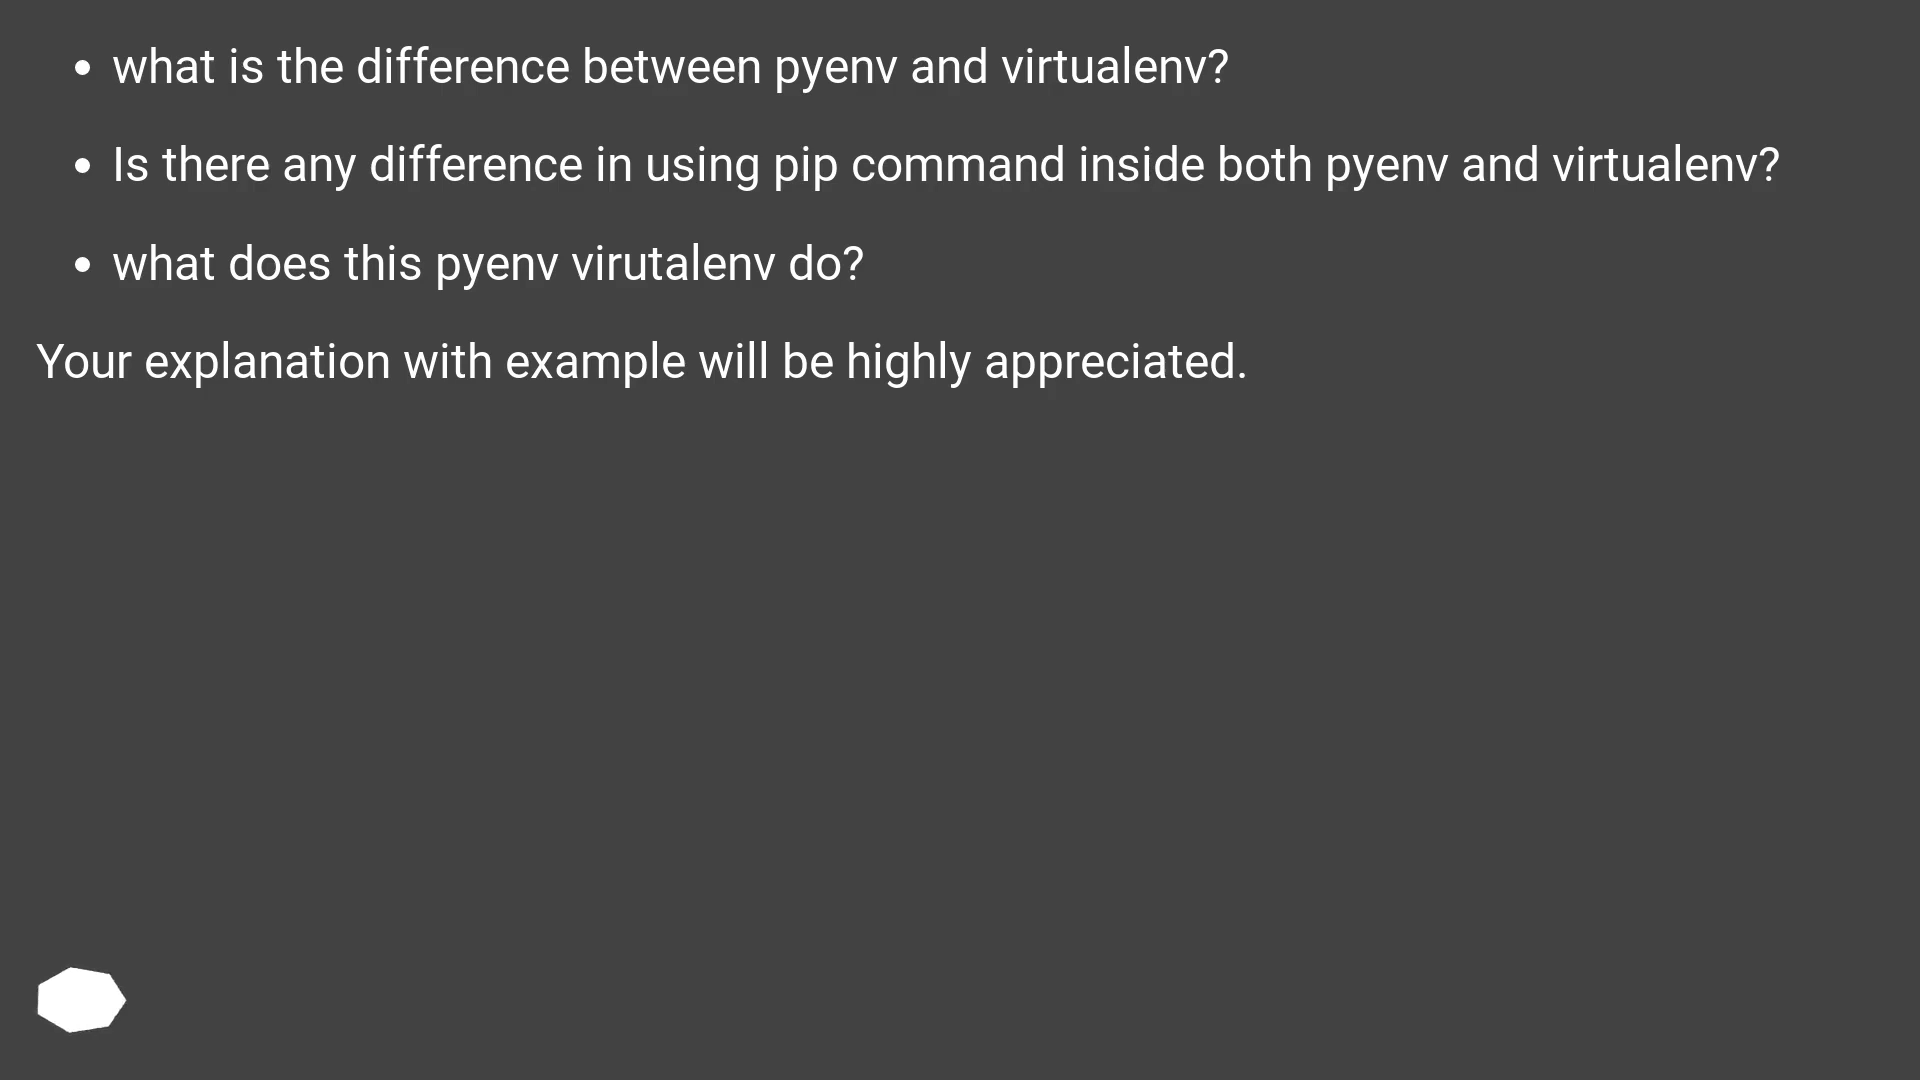 what is the difference between pyenv and virtualenv?
Is there any difference in using pip command inside both pyenv and virtualenv?
what does this pyenv virutalenv do?
Your explanation with example will be highly appreciated.